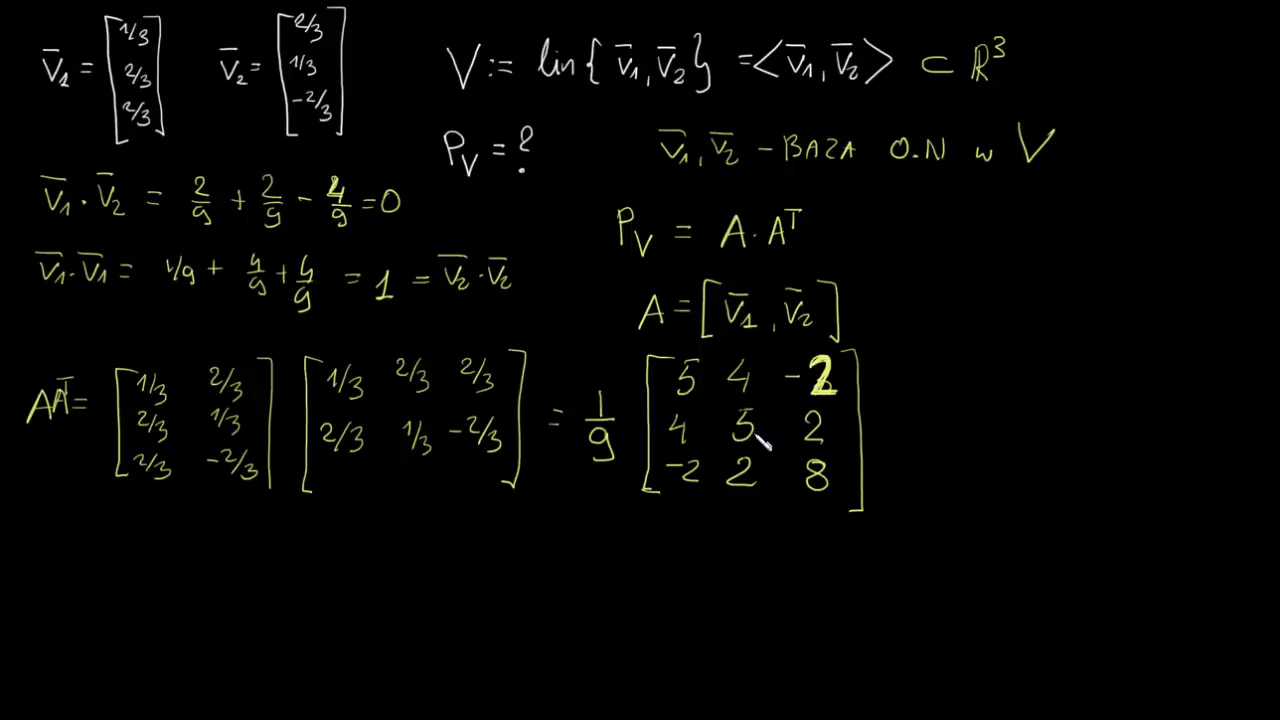 v̅₁ = [1/3 2/3 2/3] v̅₂ = [2/3 1/3 -2/3] V := lin{v̅₁, v̅₂} = <v̅₁, v̅₂> ⊂ R³
P_V = ? v̅₁, v̅₂ - BAZA O.N w V
v̅₁ · v̅₂ = 2/9 + 2/9 - 4/9 = 0
P_V = A · Aᵀ
v̅₁ · v̅₁ = 1/9 + 4/9 + 4/9 = 1 = v̅₂ · v̅₂
A = [v̅₁, v̅₂]
AAᵀ = [1/3 2/3; 2/3 1/3; 2/3 -2/3] [1/3 2/3 2/3; 2/3 1/3 -2/3] = 1/9 [5 4 -2; 4 5 2; -2 2 8]